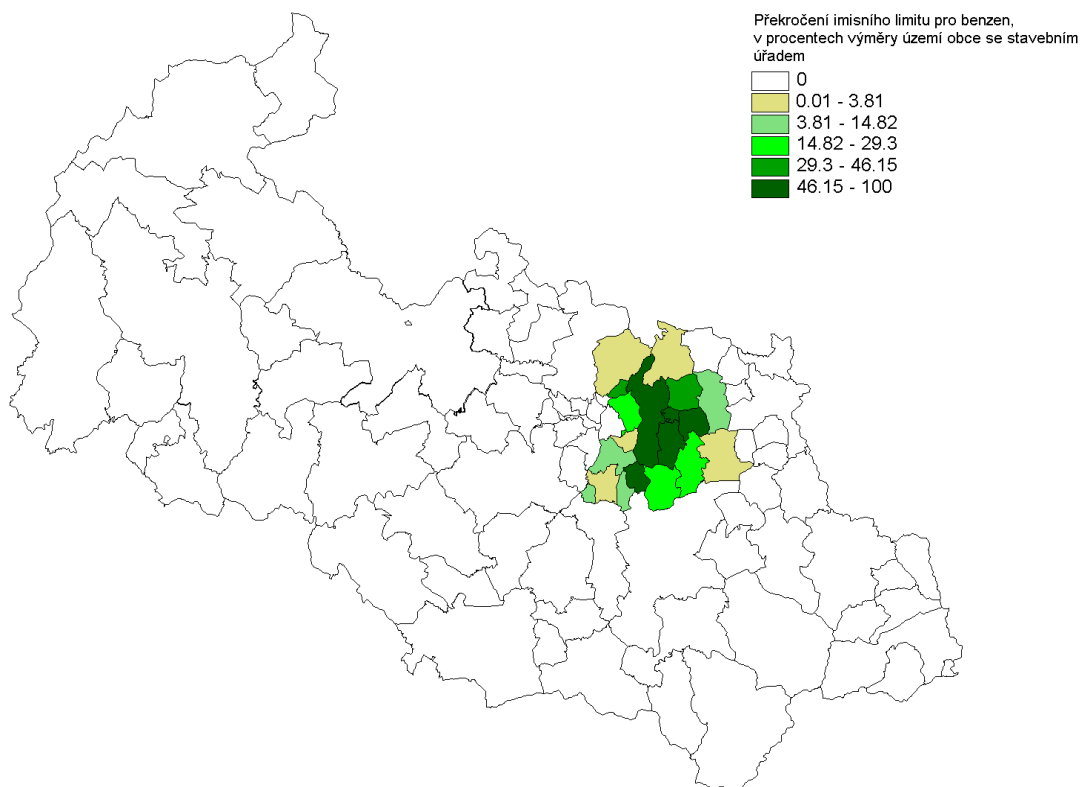 Překročení imisního limitu pro benzen,
v procentech výměry území obce se stavebním
úřadem
0
0.01 - 3.81
3.81 - 14.82
14.82 - 29.3
29.3 - 46.15
46.15 - 100